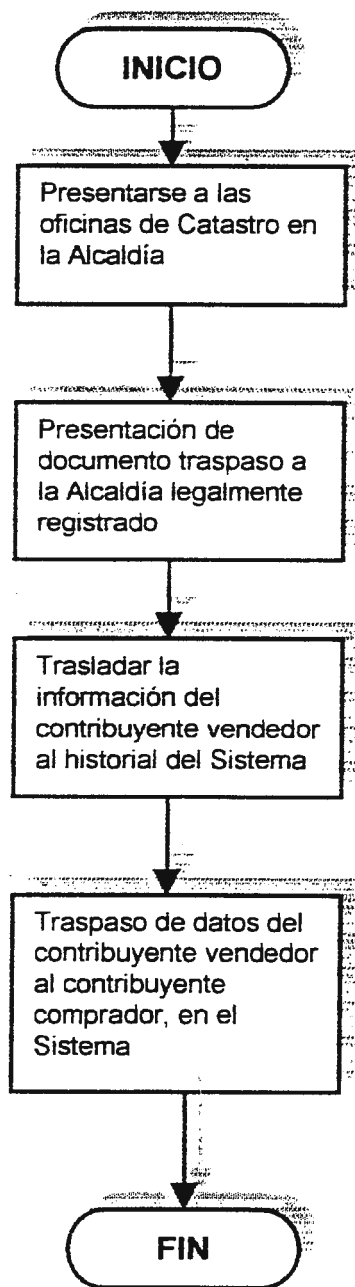 INICIO
Presentarse a las
oficinas de Catastro en
la Alcaldía
Presentación de
documento traspaso a
la Alcaldía legalmente
registrado
Trasladar la
información del
contribuyente vendedor
al historial del Sistema
Traspaso de datos del
contribuyente vendedor
al contribuyente
comprador, en el
Sistema
FIN